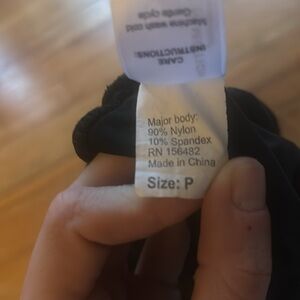 CARE
INSTRUCTIONS:
Machine wash cold
Gentle cycle
Major body:
90% Nylon
10% Spandex
RN 156482
Made in China
Size: P